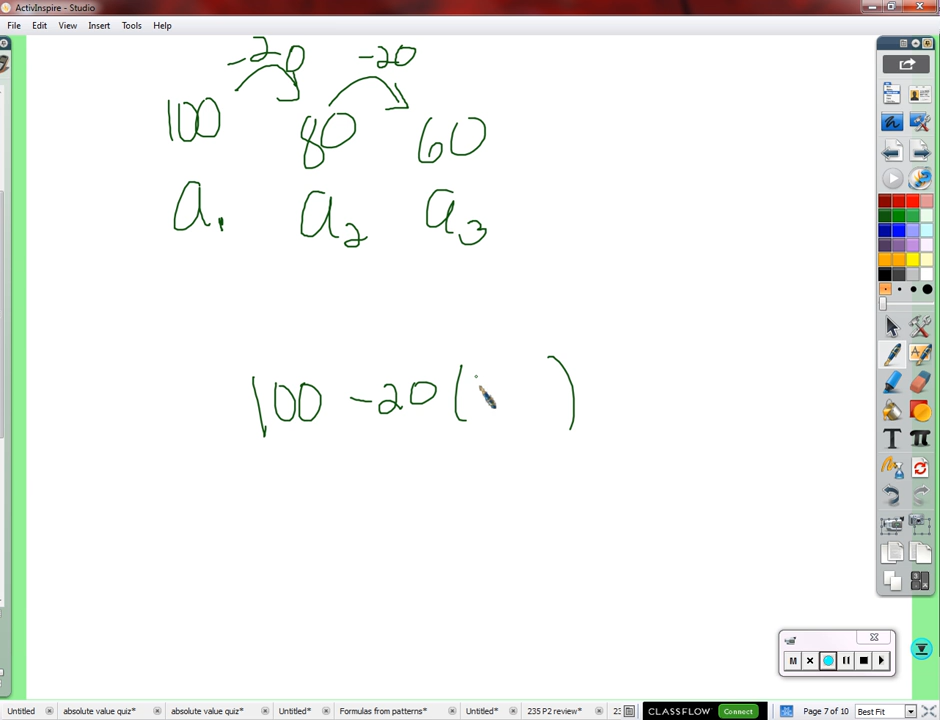 ActivInspire - Studio
File Edit View Insert Tools Help
-20 -20
100 80 60
a1 a2 a3
100 -20 ( )
M
Untitled absolute value quiz* absolute value quiz* Untitled* Formulas from patterns* Untitled* 235 P2 review* 23 CLASSFLOW Connect Page 7 of 10 Best Fit